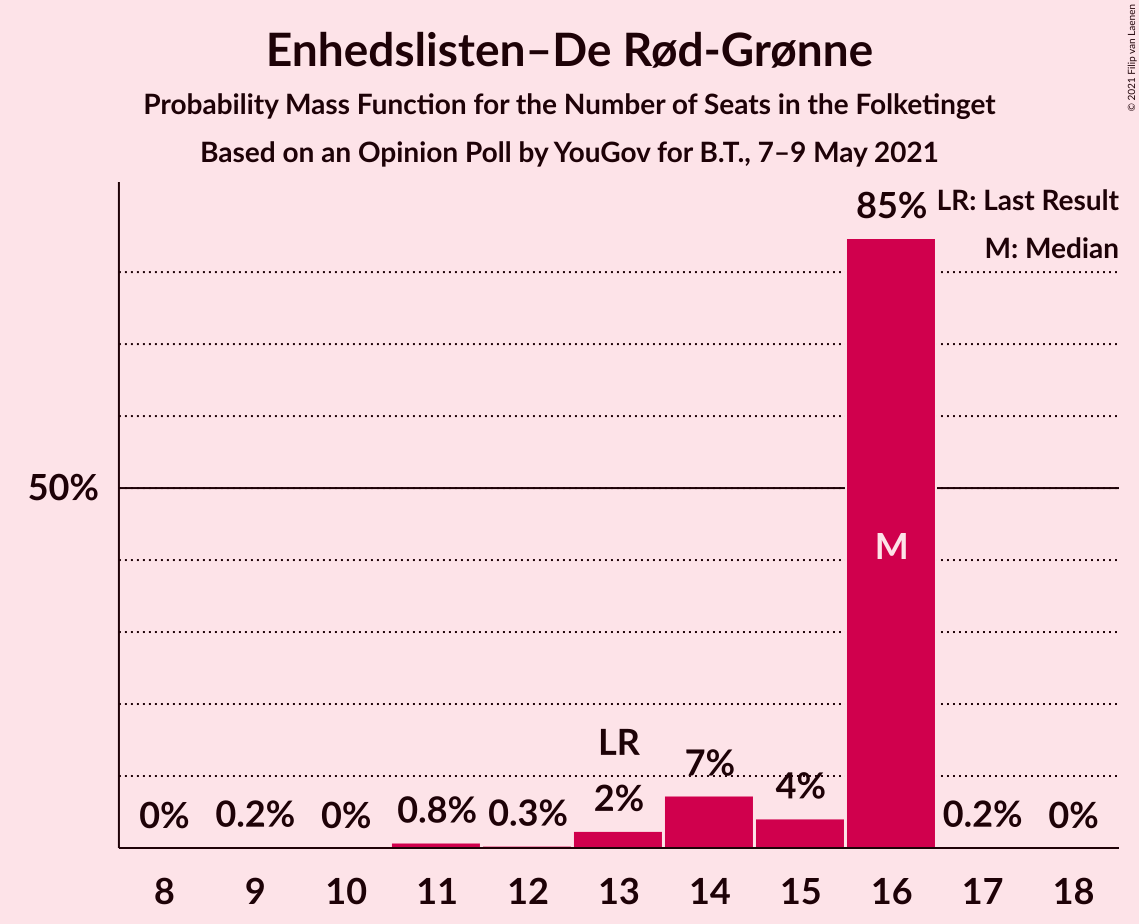 Enhedslisten–De Rød-Grønne
Probability Mass Function for the Number of Seats in the Folketinget
Based on an Opinion Poll by YouGov for B.T., 7–9 May 2021
© 2021 Filip van Laenen
LR: Last Result
M: Median
85%
50%
M
LR
0% 0.2% 0% 0.8% 0.3% 2% 7% 4% 0.2% 0%
8 9 10 11 12 13 14 15 16 17 18